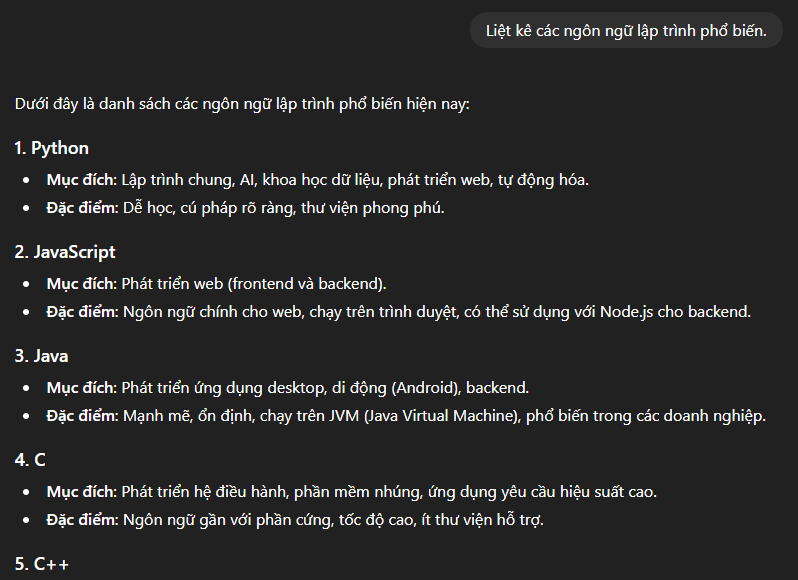 Liệt kê các ngôn ngữ lập trình phổ biến.
Dưới đây là danh sách các ngôn ngữ lập trình phổ biến hiện nay:
1. Python
• Mục đích: Lập trình chung, AI, khoa học dữ liệu, phát triển web, tự động hóa.
• Đặc điểm: Dễ học, cú pháp rõ ràng, thư viện phong phú.
2. JavaScript
• Mục đích: Phát triển web (frontend và backend).
• Đặc điểm: Ngôn ngữ chính cho web, chạy trên trình duyệt, có thể sử dụng với Node.js cho backend.
3. Java
• Mục đích: Phát triển ứng dụng desktop, di động (Android), backend.
• Đặc điểm: Mạnh mẽ, ổn định, chạy trên JVM (Java Virtual Machine), phổ biến trong các doanh nghiệp.
4. C
• Mục đích: Phát triển hệ điều hành, phần mềm nhúng, ứng dụng yêu cầu hiệu suất cao.
• Đặc điểm: Ngôn ngữ gần với phần cứng, tốc độ cao, ít thư viện hỗ trợ.
5. C++